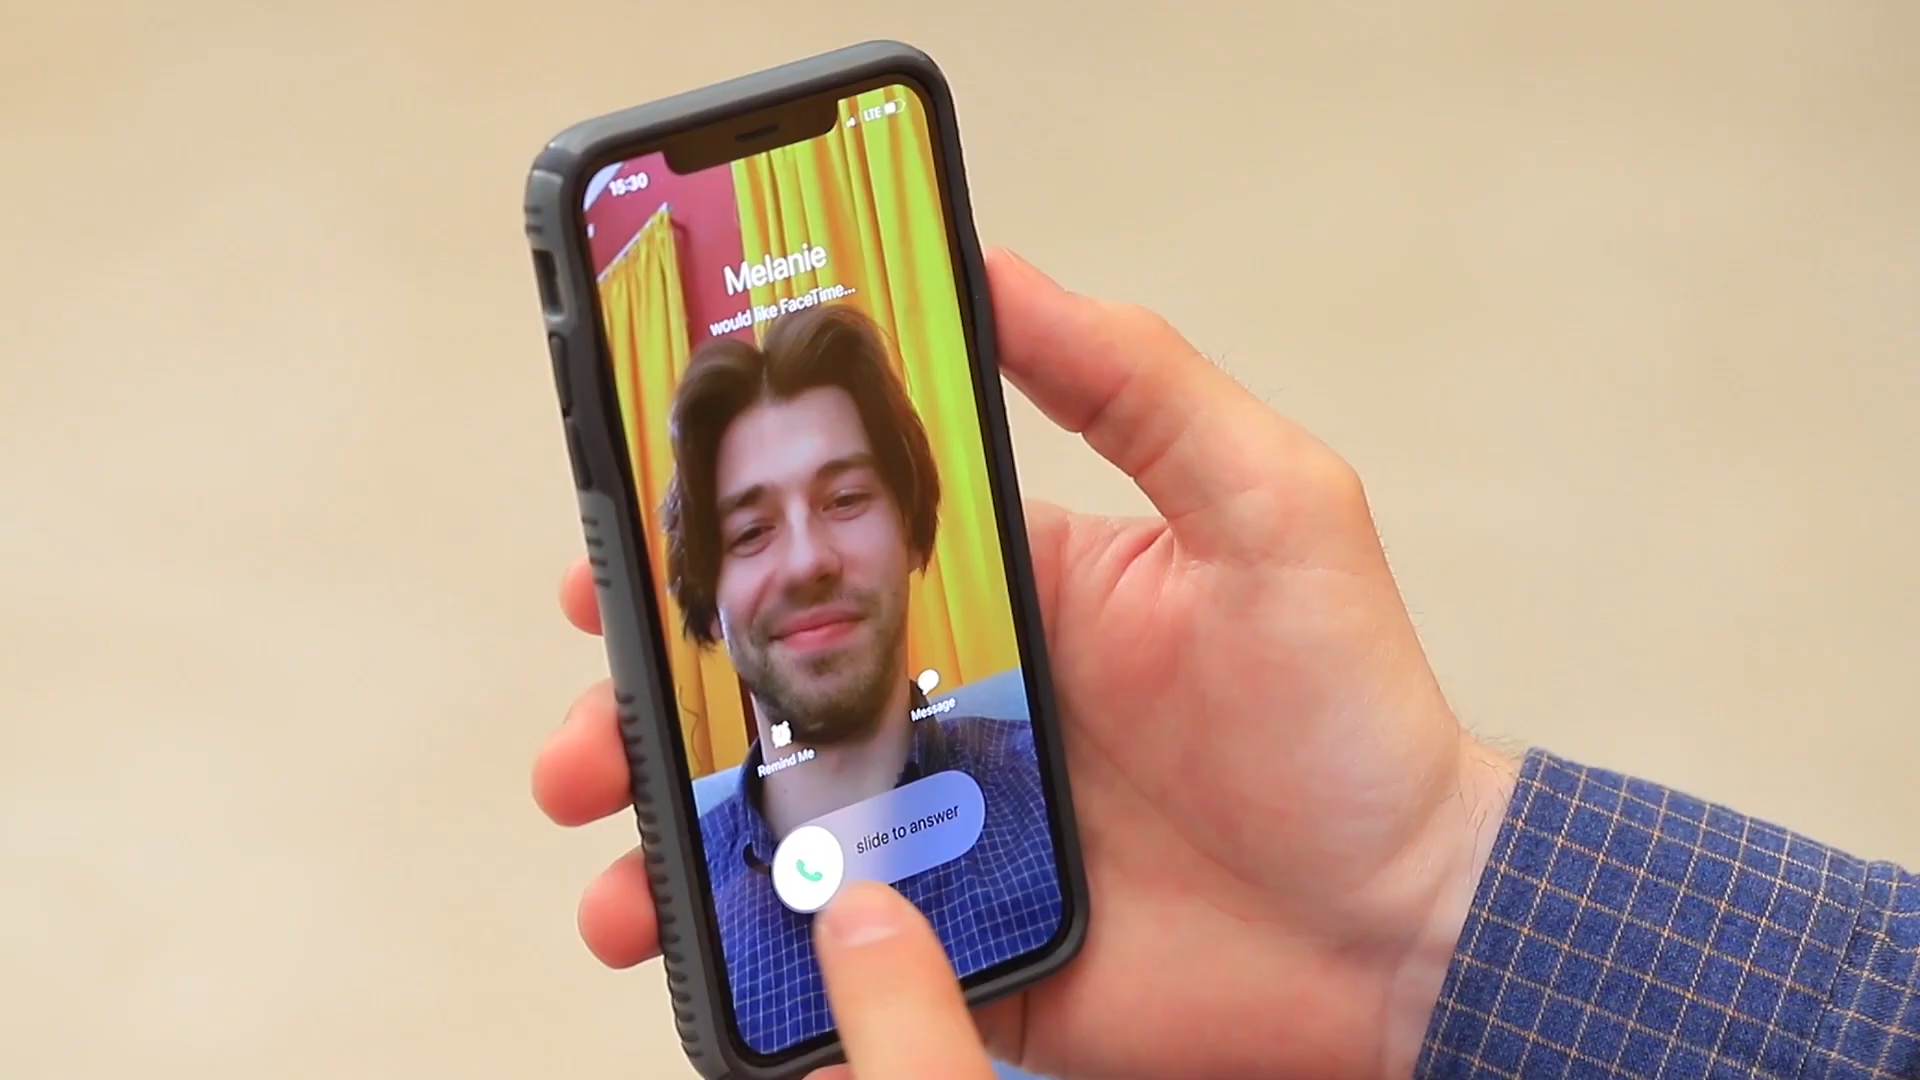 15:30
LTE
Melanie
would like FaceTime...
Message
Remind Me
slide to answer